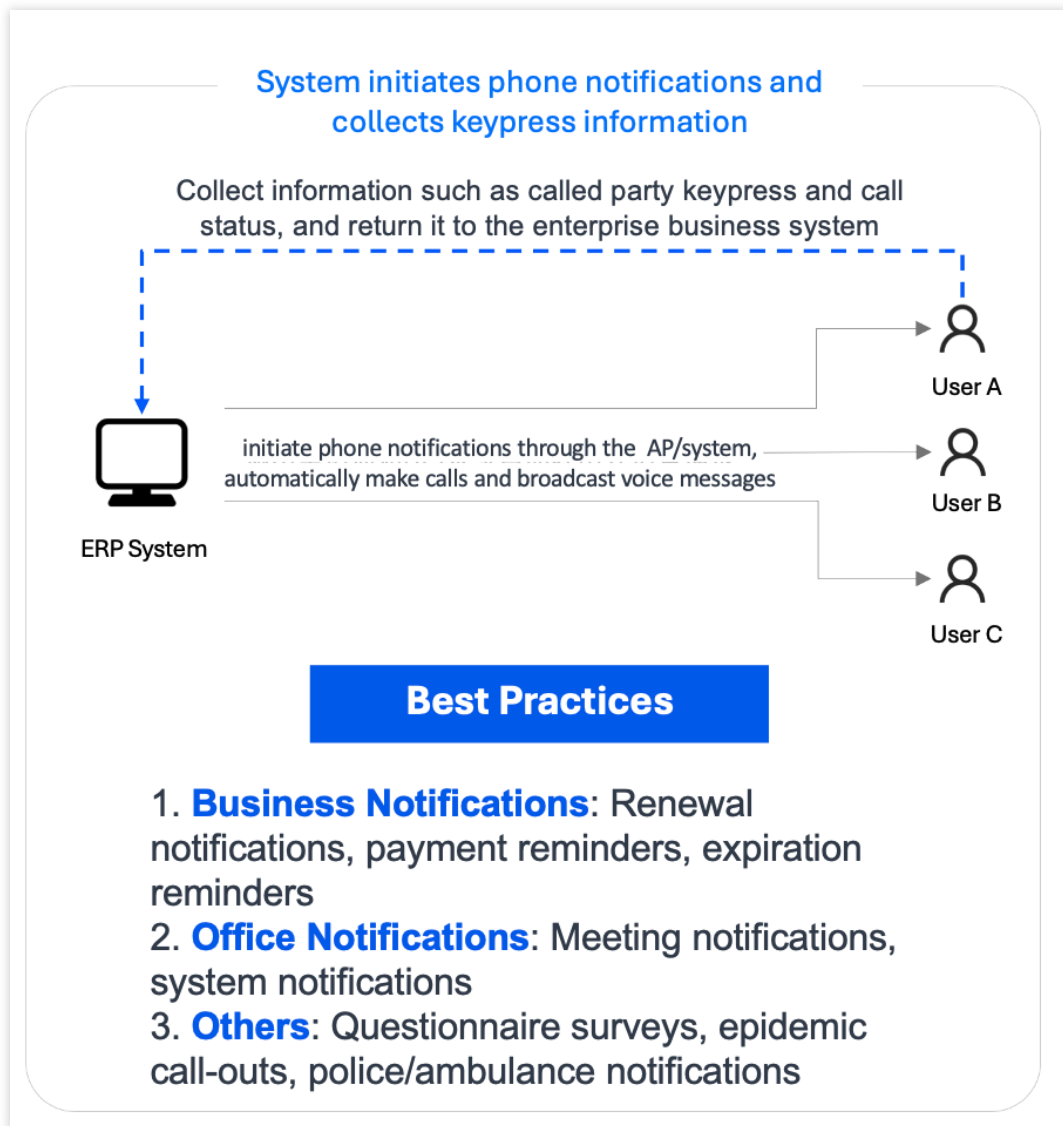 System initiates phone notifications and
collects keypress information
Collect information such as called party keypress and call
status, and return it to the enterprise business system
User A
initiate phone notifications through the  AP/system,
automatically make calls and broadcast voice messages
User B
ERP System
User C
Best Practices
1. Business Notifications: Renewal
notifications, payment reminders, expiration
reminders
2. Office Notifications: Meeting notifications,
system notifications
3. Others: Questionnaire surveys, epidemic
call-outs, police/ambulance notifications